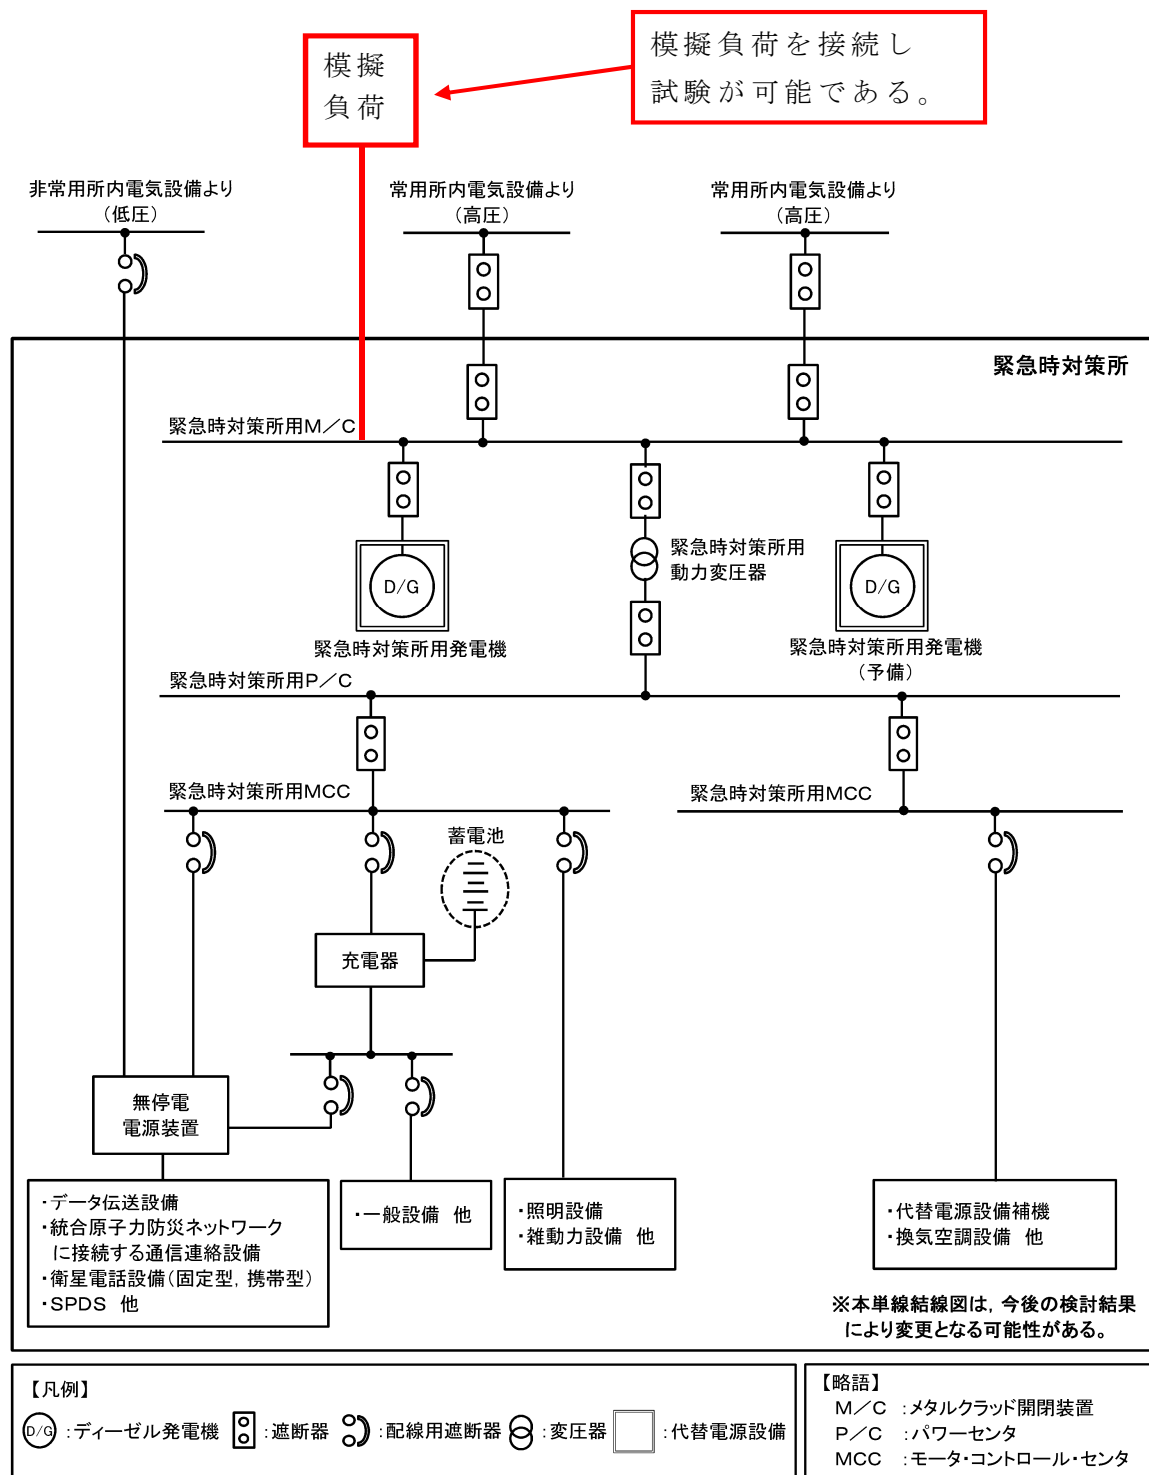 模擬
負荷
模擬負荷を接続し
試験が可能である。
非常用所内電気設備より
（低圧）
常用所内電気設備より
（高圧）
常用所内電気設備より
（高圧）
緊急時対策所
緊急時対策所用Ｍ／Ｃ
D/G
緊急時対策所用発電機
緊急時対策所用
動力変圧器
D/G
緊急時対策所用発電機
（予備）
緊急時対策所用Ｐ／Ｃ
緊急時対策所用ＭＣＣ
緊急時対策所用ＭＣＣ
蓄電池
充電器
無停電
電源装置
・データ伝送設備
・統合原子力防災ネットワーク
に接続する通信連絡設備
・衛星電話設備（固定型，携帯型）
・SPDS 他
・一般設備 他
・照明設備
・雑動力設備 他
・代替電源設備補機
・換気空調設備 他
※本単線結線図は，今後の検討結果
により変更となる可能性がある。
【凡例】
D/G ：ディーゼル発電機 ：遮断器 ：配線用遮断器 ：変圧器 ：代替電源設備
【略語】
Ｍ／Ｃ ：メタルクラッド開閉装置
Ｐ／Ｃ ：パワーセンタ
ＭＣＣ ：モータ・コントロール・センタ